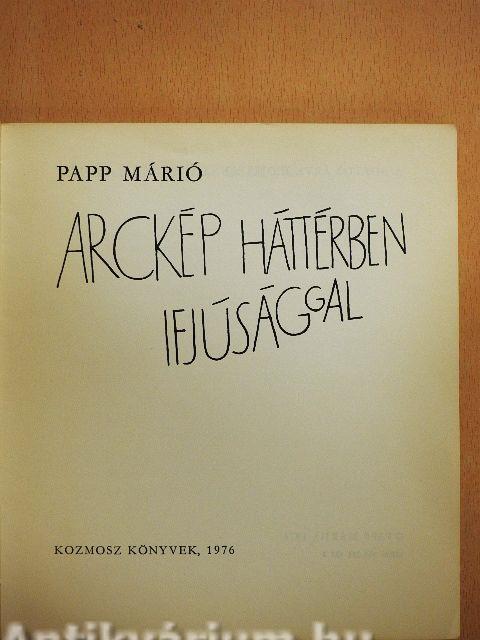 PAPP MÁRIÓ
ARCKÉP HÁTTÉRBEN
IFJÚSÁGGAL
KOZMOSZ KÖNYVEK, 1976
Antikvárium.hu